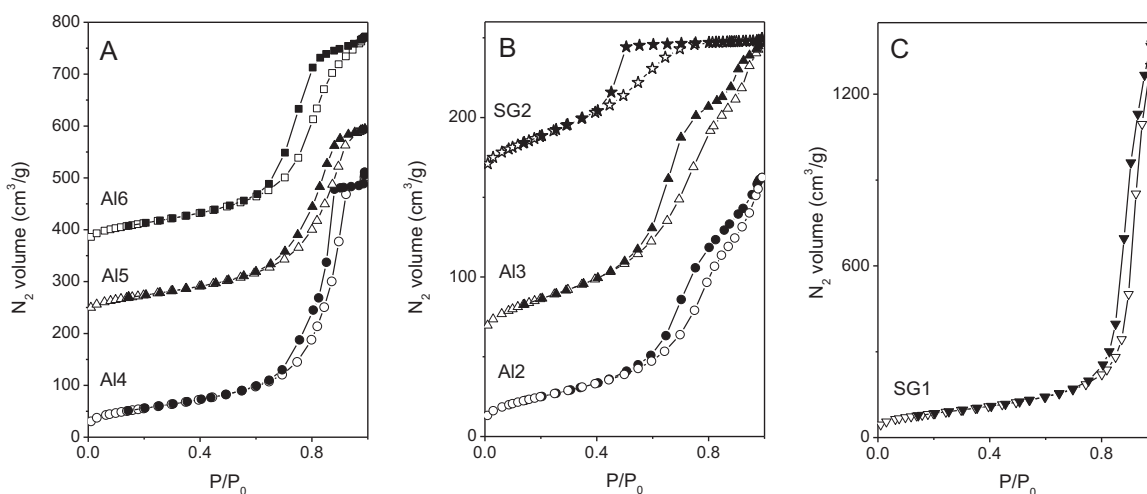 A
B
C
800
700
600
500
400
300
200
100
0
N₂ volume (cm³/g)
Al6
Al5
Al4
0.0 0.4 0.8
P/P₀
200
100
0
N₂ volume (cm³/g)
SG2
Al3
Al2
0.0 0.4 0.8
P/P₀
1200
600
0
N₂ volume (cm³/g)
SG1
0.0 0.4 0.8
P/P₀